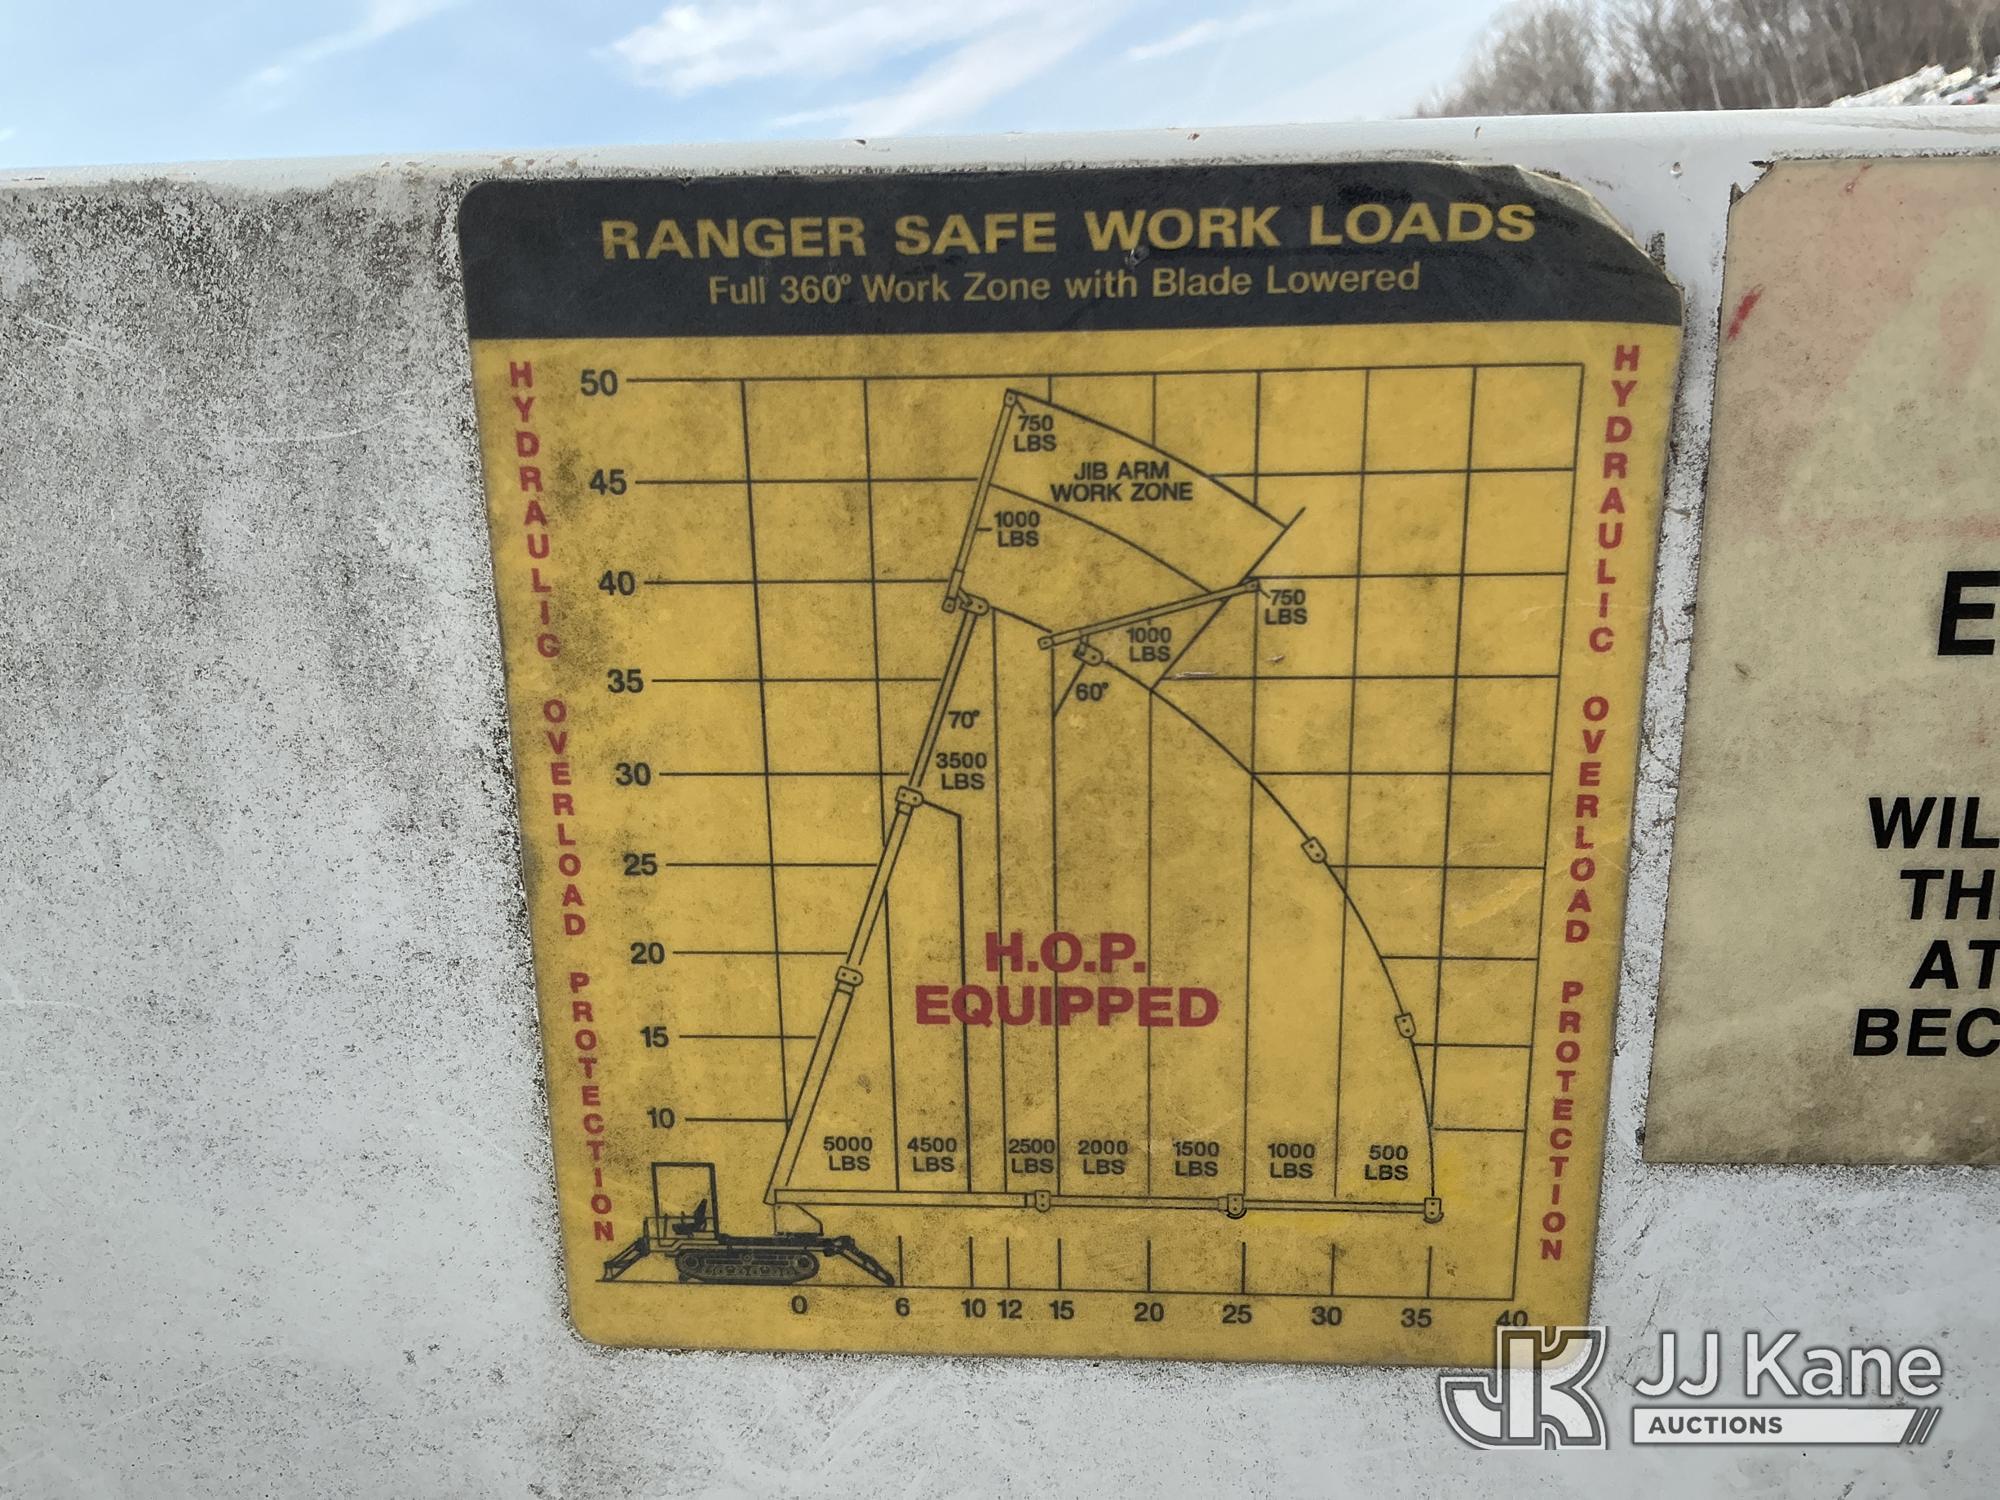 RANGER SAFE WORK LOADS
Full 360° Work Zone with Blade Lowered
HYDRAULIC OVERLOAD PROTECTION
HYDRAULIC OVERLOAD PROTECTION
50
45
40
35
30
25
20
15
10
750
LBS
JIB ARM
WORK ZONE
1000
LBS
750
LBS
1000
LBS
60°
70°
3500
LBS
H.O.P.
EQUIPPED
5000
LBS
4500
LBS
2500
LBS
2000
LBS
1500
LBS
1000
LBS
500
LBS
0 6 10 12 15 20 25 30 35 40
E
WIL
TH
AT
BEC
JK JJ Kane
AUCTIONS